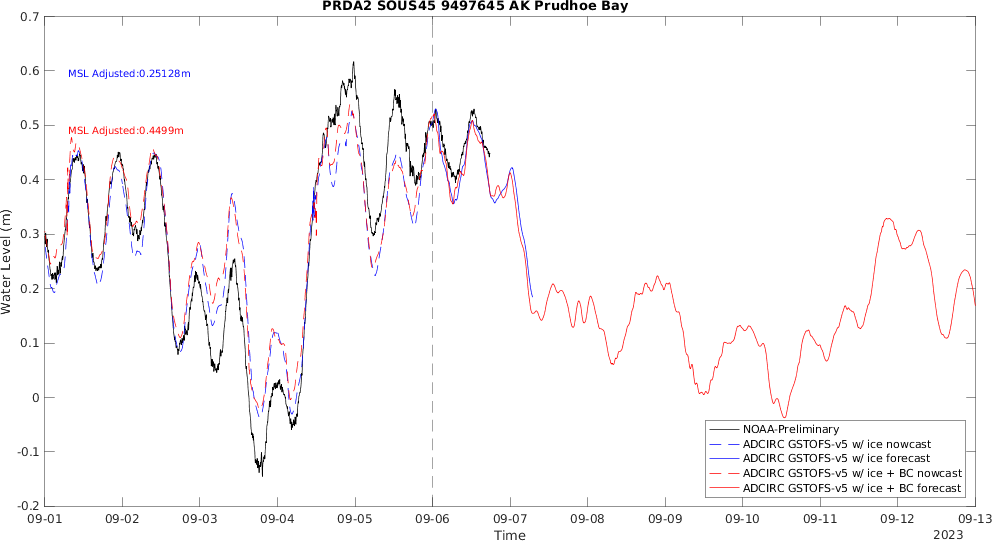 PRDA2 SOUS45 9497645 AK Prudhoe Bay
0.7
0.6
0.5
0.4
0.3
0.2
0.1
0
-0.1
-0.2
Water Level (m)
MSL Adjusted:0.25128m
MSL Adjusted:0.4499m
NOAA-Preliminary
ADCIRC GSTOFS-v5 w/ ice nowcast
ADCIRC GSTOFS-v5 w/ ice forecast
ADCIRC GSTOFS-v5 w/ ice + BC nowcast
ADCIRC GSTOFS-v5 w/ ice + BC forecast
09-01 09-02 09-03 09-04 09-05 09-06 09-07 09-08 09-09 09-10 09-11 09-12 09-13
Time
2023